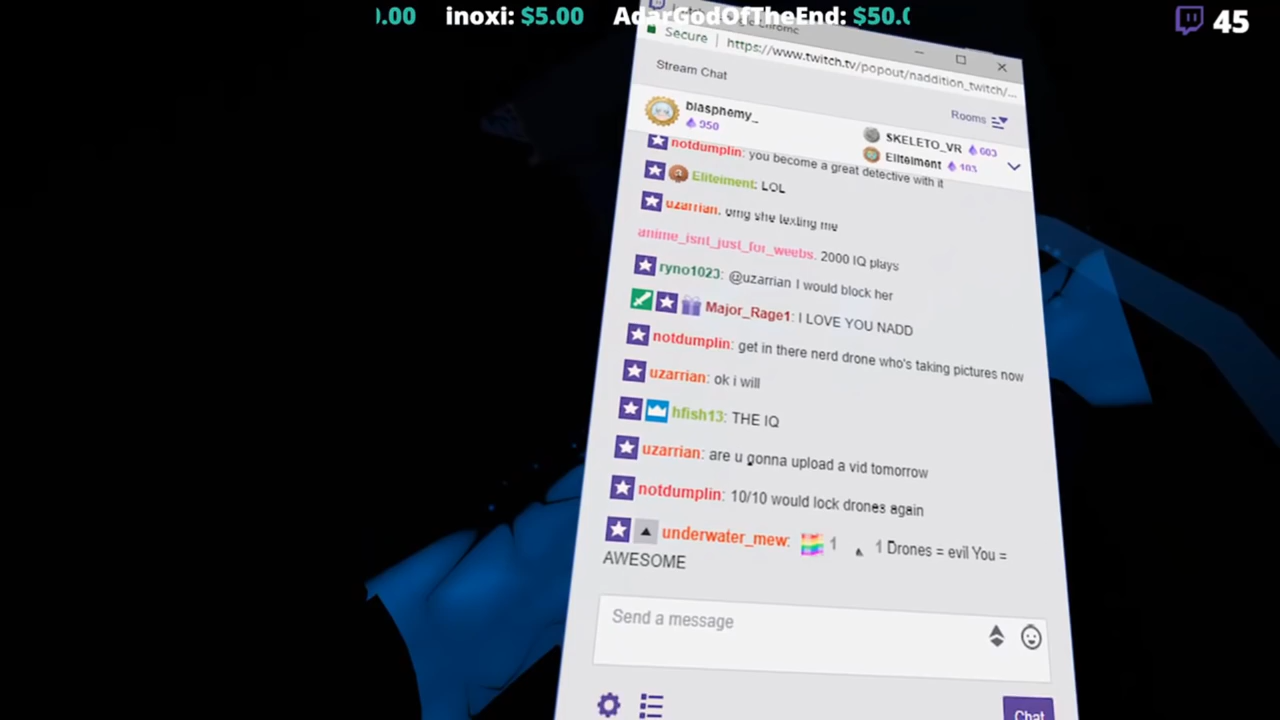 0.00 inoxi: $5.00 AdarGodOfTheEnd: $50.0
45
Secure https://www.twitch.tv/popout/naddition_twitch/...
Stream Chat
Rooms
blasphemy_
950
SKELETO_VR 603
Eliteiment 103
notdumplin: you become a great detective with it
Eliteiment: LOL
uzarrian: omg she texting me
anime_isnt_just_for_weebs: 2000 IQ plays
ryno1023: @uzarrian I would block her
Major_Rage1: I LOVE YOU NADD
notdumplin: get in there nerd drone who's taking pictures now
uzarrian: ok i will
hfish13: THE IQ
uzarrian: are u gonna upload a vid tomorrow
notdumplin: 10/10 would lock drones again
underwater_mew: 1 1 Drones = evil You =
AWESOME
Send a message
Chat